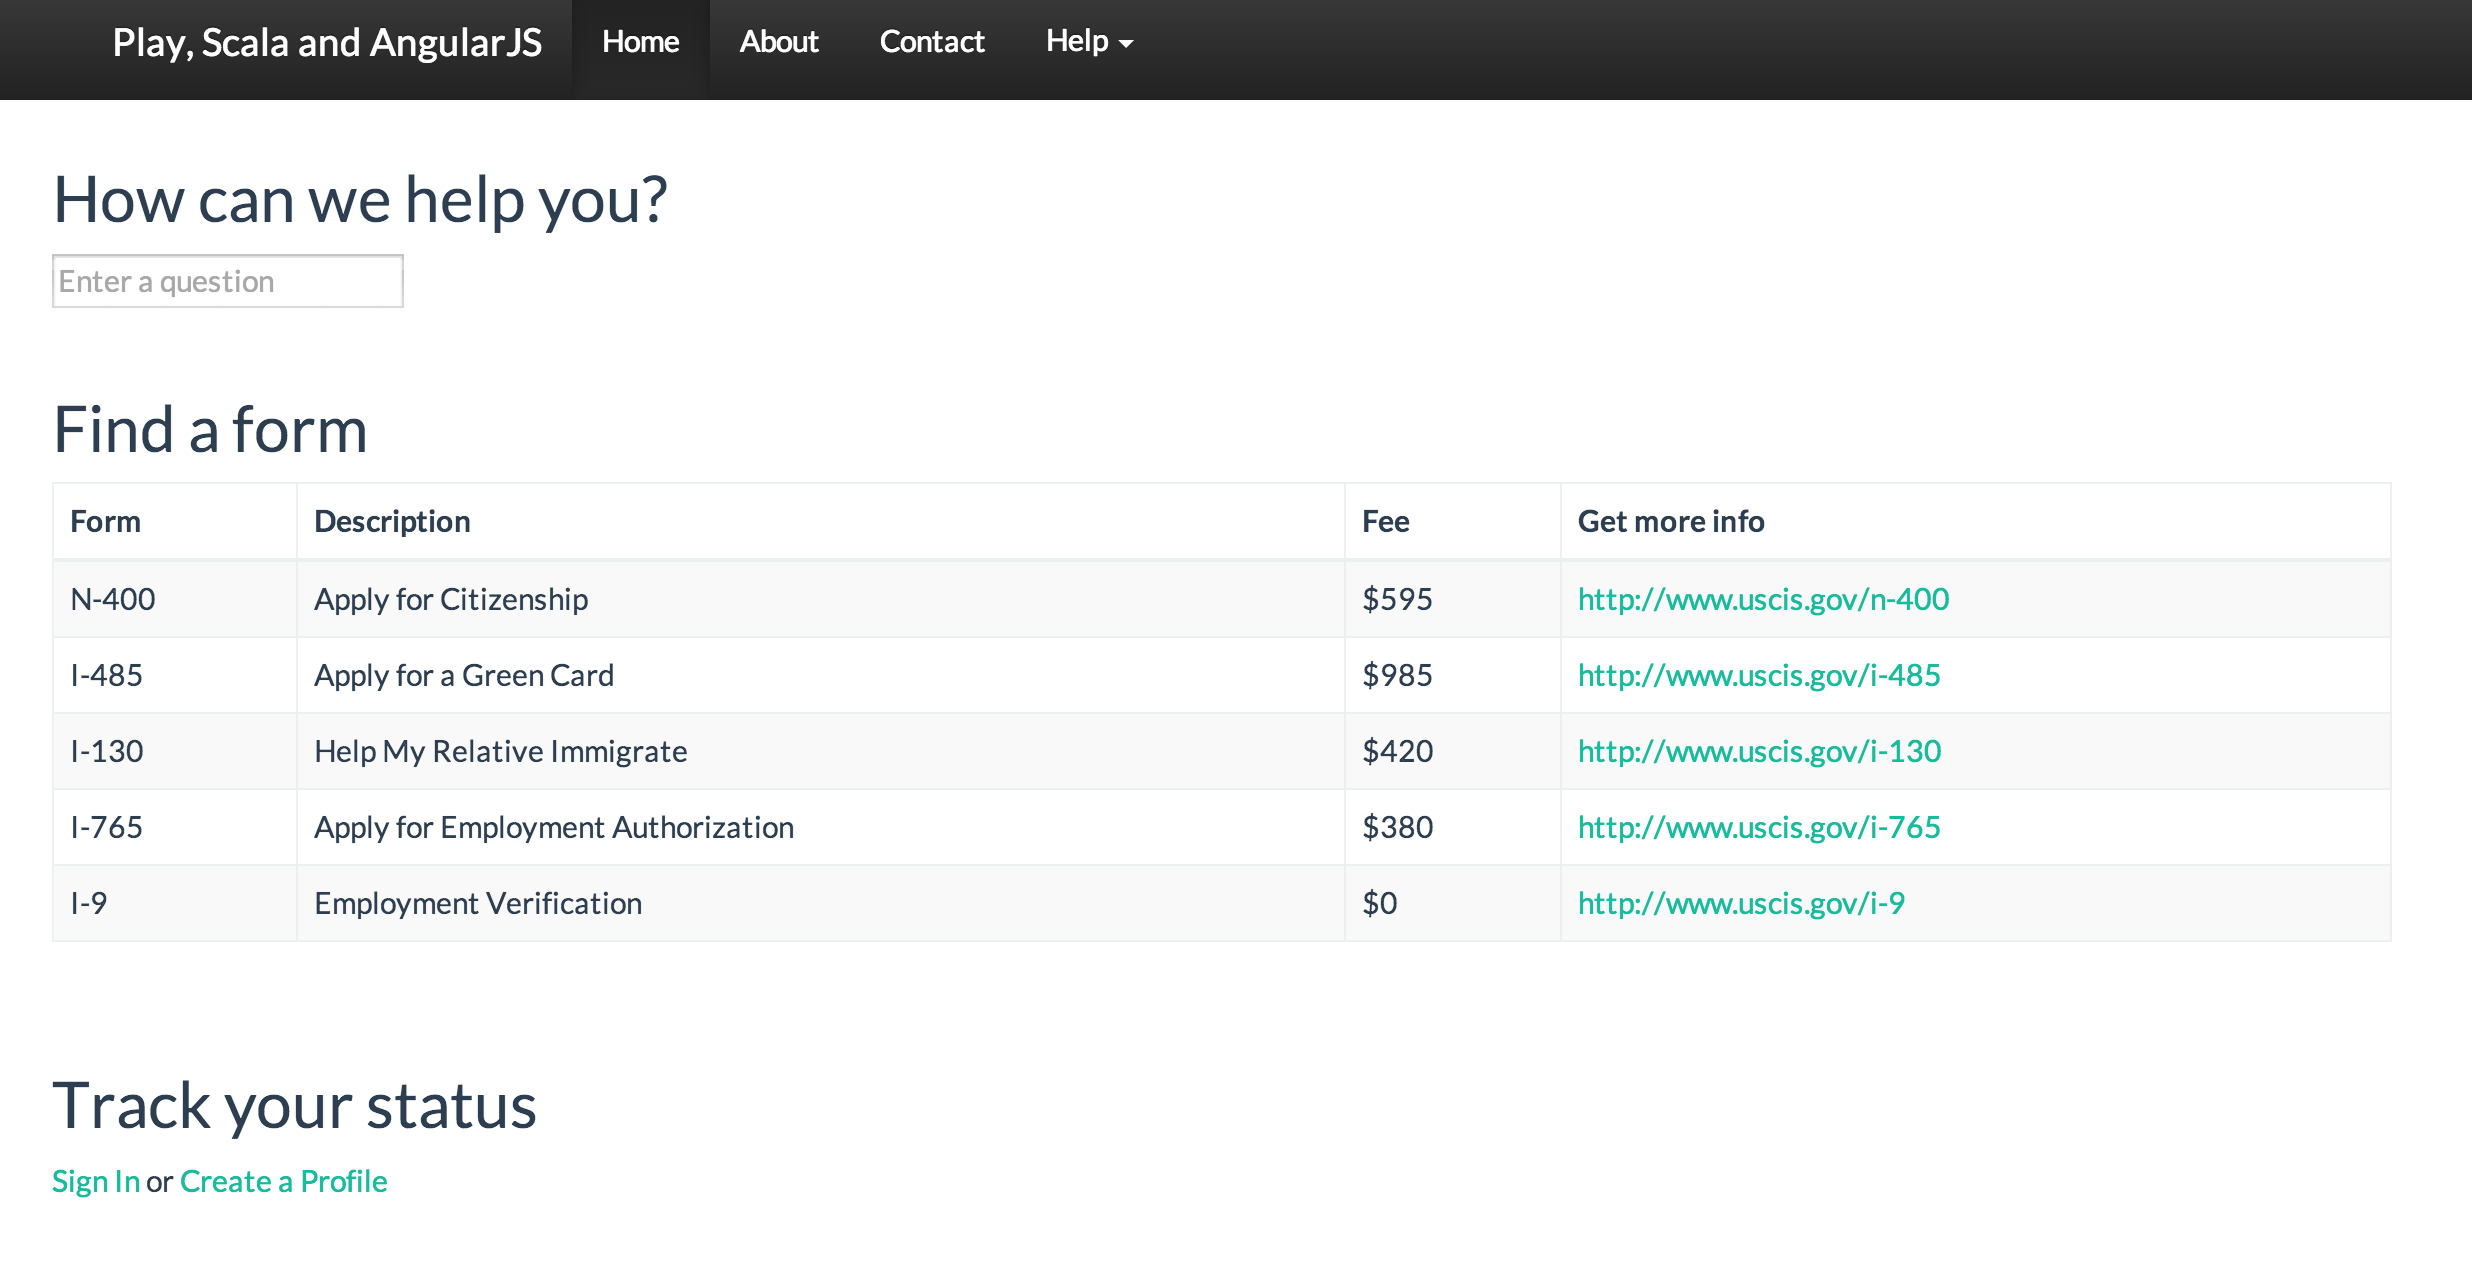 Play, Scala and AngularJS Home About Contact Help
How can we help you?
Enter a question
Find a form
Form Description Fee Get more info
N-400 Apply for Citizenship $595 http://www.uscis.gov/n-400
I-485 Apply for a Green Card $985 http://www.uscis.gov/i-485
I-130 Help My Relative Immigrate $420 http://www.uscis.gov/i-130
I-765 Apply for Employment Authorization $380 http://www.uscis.gov/i-765
I-9 Employment Verification $0 http://www.uscis.gov/i-9
Track your status
Sign In or Create a Profile